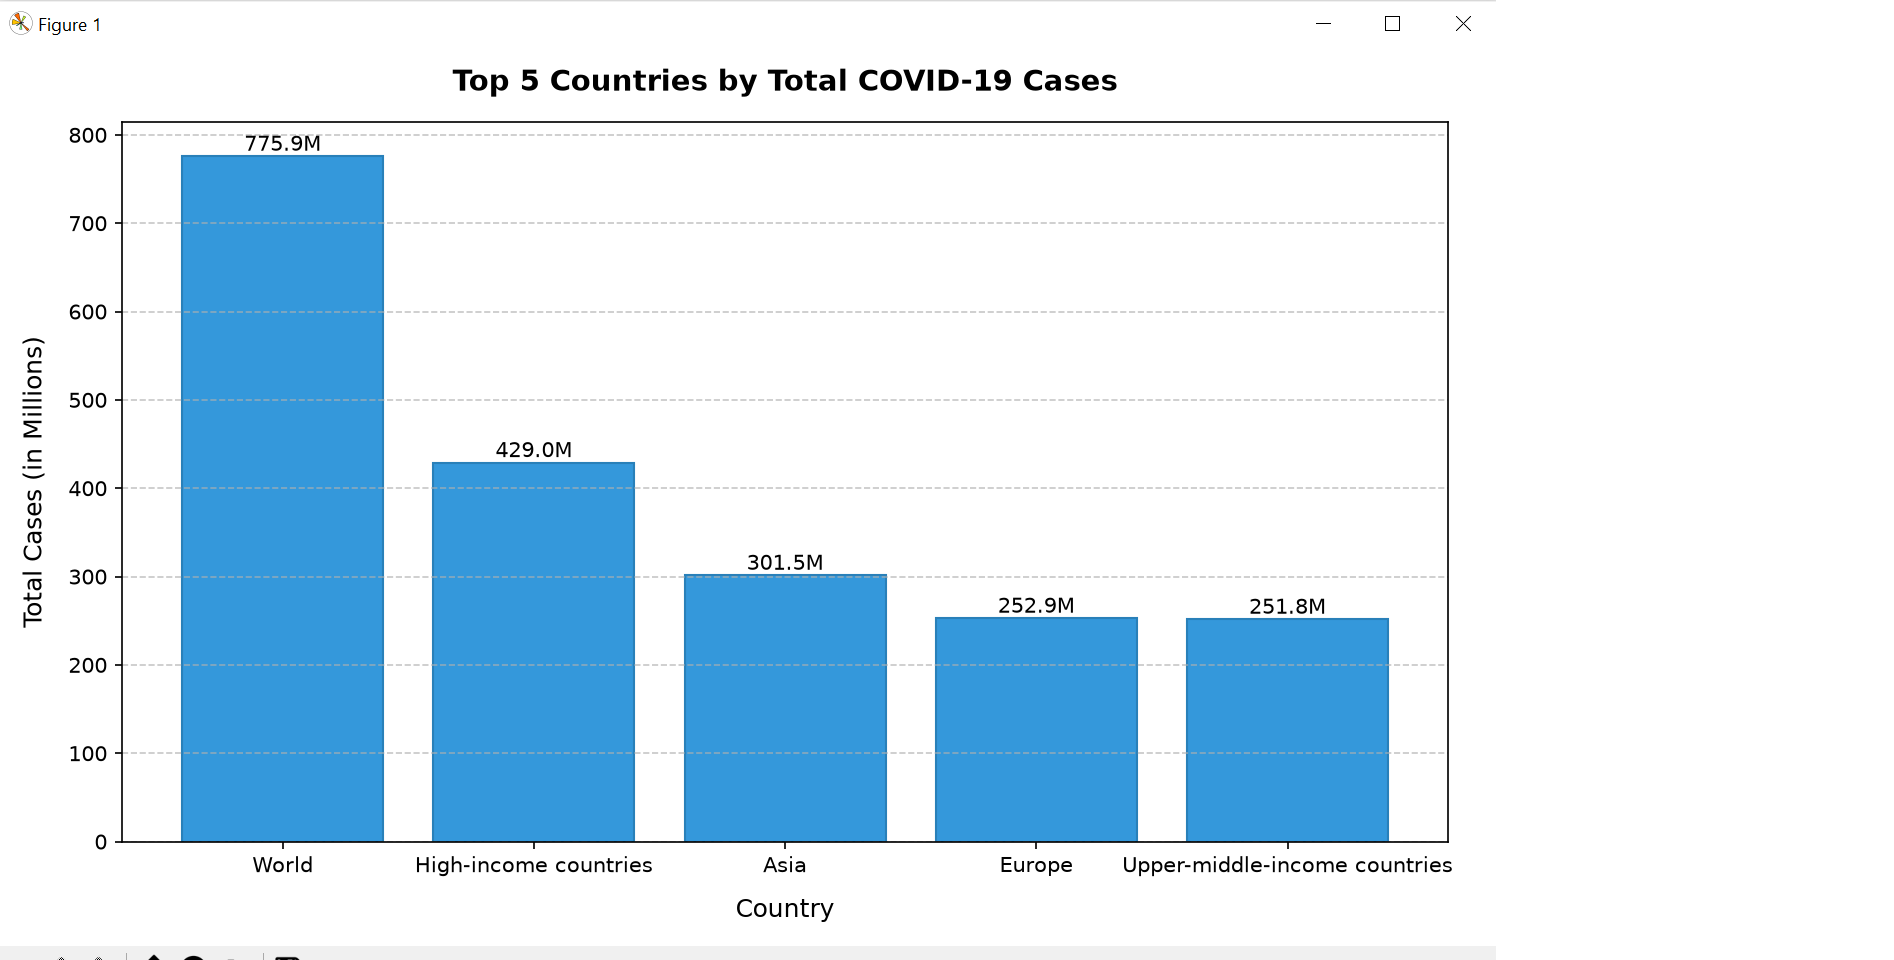 Figure 1
Top 5 Countries by Total COVID-19 Cases
Total Cases (in Millions)
800
700
600
500
400
300
200
100
0
775.9M
429.0M
301.5M
252.9M
251.8M
World High-income countries Asia Europe Upper-middle-income countries
Country